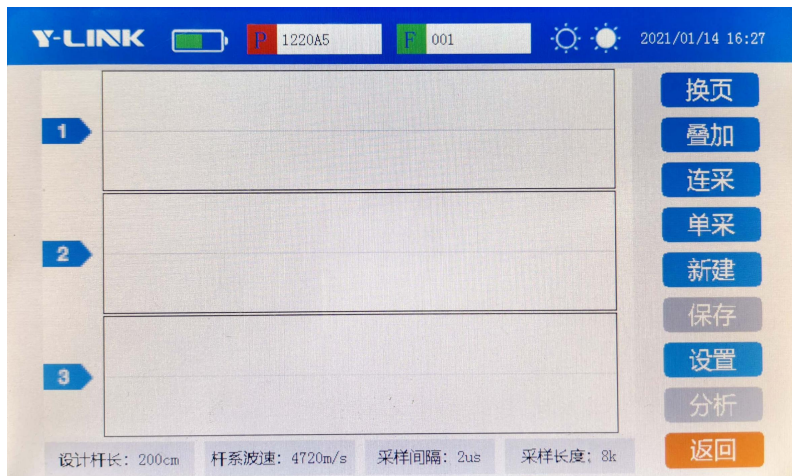 Y-LINK P 1220A5 F 001 2021/01/14 16:27
换页
1
叠加
连采
单采
2
新建
保存
设置
3
分析
返回
设计杆长: 200cm 杆系波速: 4720m/s 采样间隔: 2us 采样长度: 8k